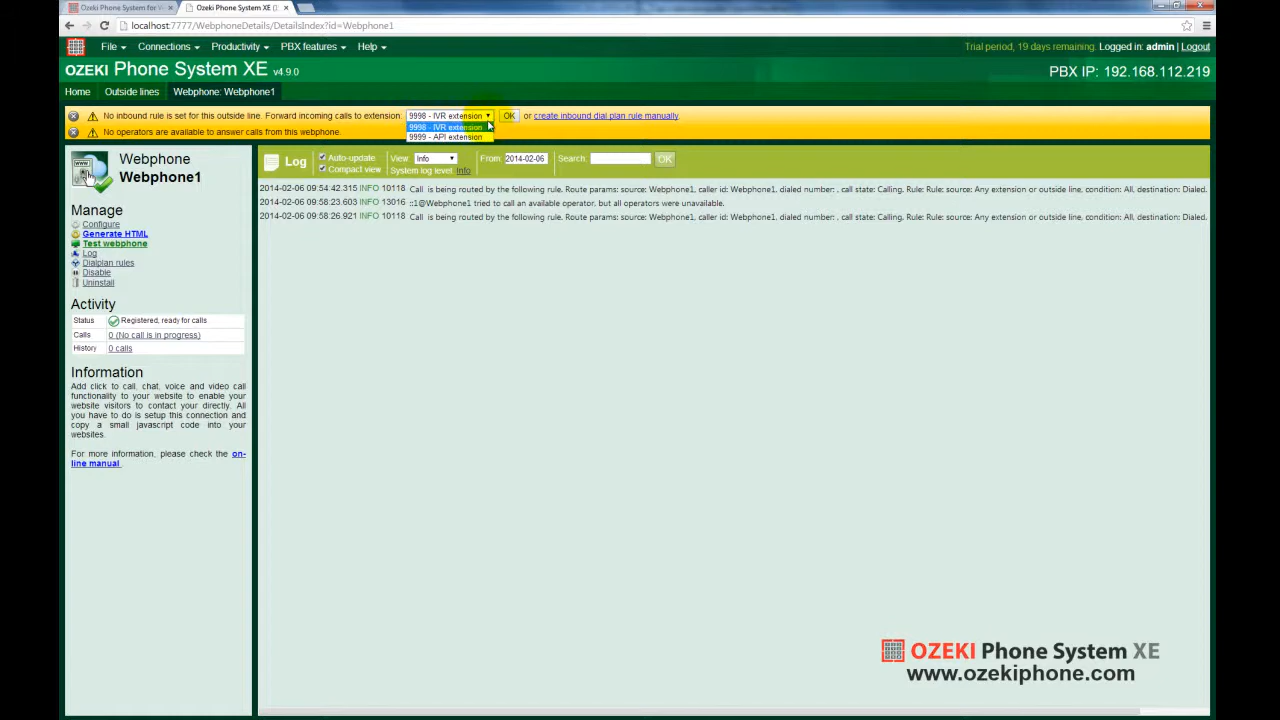 Ozeki Phone System for W
Ozeki Phone System XE (:
localhost:7777/WebphoneDetails/DetailsIndex?id=Webphone1
File Connections Productivity PBX features Help
Trial period, 19 days remaining. Logged in: admin | Logout
OZEKI Phone System XE v4.9.0
PBX IP: 192.168.112.219
Home Outside lines Webphone: Webphone1
No inbound rule is set for this outside line. Forward incoming calls to extension: 9998 - IVR extension OK or create inbound dial plan rule manually.
9998 - IVR extension
No operators are available to answer calls from this webphone.
9999 - API extension
Webphone
Webphone1
Manage
Configure
Generate HTML
Test webphone
Log
Dialplan rules
Disable
Uninstall
Activity
Status Registered, ready for calls
Calls 0 (No call is in progress)
History 0 calls
Information
Add click to call, chat, voice and video call
functionality to your website to enable your
website visitors to contact your directly. All
you have to do is setup this connection and
copy a small javascript code into your
websites.
For more information, please check the on-
line manual .
Log
Auto-update View: Info From: 2014-02-06 Search: OK
Compact view System log level: Info
2014-02-06 09:54:42.315 INFO 10118 Call is being routed by the following rule. Route params: source: Webphone1, caller id: Webphone1, dialed number: , call state: Calling. Rule: Rule: source: Any extension or outside line, condition: All, destination: Dialed.
2014-02-06 09:58:23.603 INFO 13016 ::1@Webphone1 tried to call an available operator, but all operators were unavailable.
2014-02-06 09:58:26.921 INFO 10118 Call is being routed by the following rule. Route params: source: Webphone1, caller id: Webphone1, dialed number: , call state: Calling. Rule: Rule: source: Any extension or outside line, condition: All, destination: Dialed.
OZEKI Phone System XE
www.ozekiphone.com